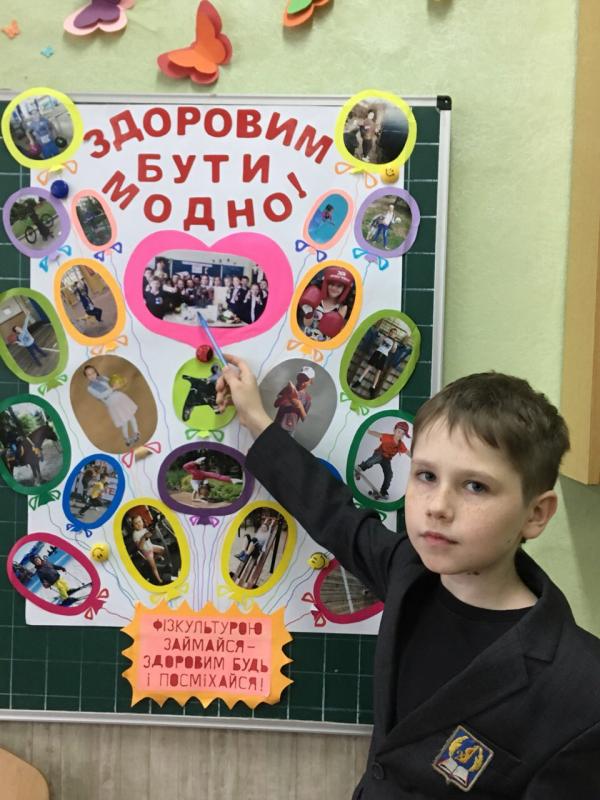 ЗДОРОВИМ
БУТИ
МОДНО!
ФІЗКУЛЬТУРОЮ
ЗАЙМАЙСЯ-
ЗДОРОВИМ БУДЬ
І ПОСМІХАЙСЯ!